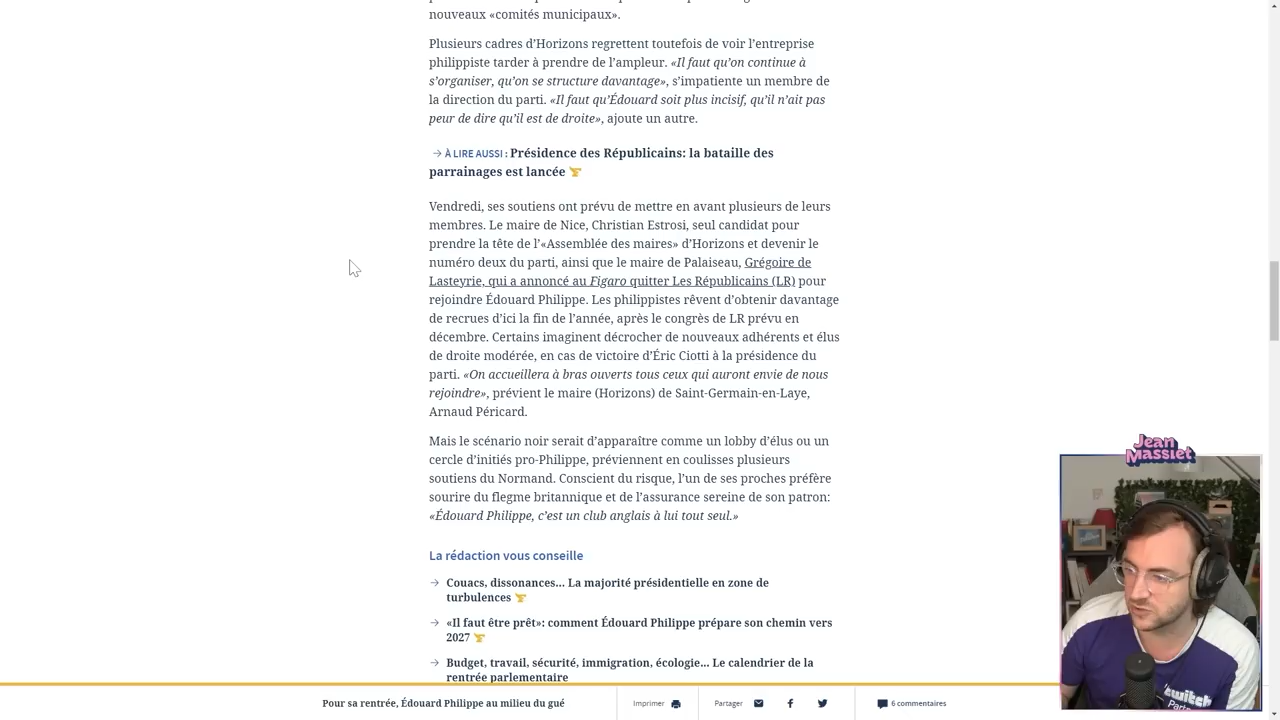 nouveaux «comités municipaux».
Plusieurs cadres d’Horizons regrettent toutefois de voir l’entreprise
philippiste tarder à prendre de l’ampleur. «Il faut qu’on continue à
s’organiser, qu’on se structure davantage», s’impatiente un membre de
la direction du parti. «Il faut qu’Édouard soit plus incisif, qu’il n’ait pas
peur de dire qu’il est de droite», ajoute un autre.
→ À LIRE AUSSI : Présidence des Républicains: la bataille des
parrainages est lancée
Vendredi, ses soutiens ont prévu de mettre en avant plusieurs de leurs
membres. Le maire de Nice, Christian Estrosi, seul candidat pour
prendre la tête de l’«Assemblée des maires» d’Horizons et devenir le
numéro deux du parti, ainsi que le maire de Palaiseau, Grégoire de
Lasteyrie, qui a annoncé au Figaro quitter Les Républicains (LR) pour
rejoindre Édouard Philippe. Les philippistes rêvent d’obtenir davantage
de recrues d’ici la fin de l’année, après le congrès de LR prévu en
décembre. Certains imaginent décrocher de nouveaux adhérents et élus
de droite modérée, en cas de victoire d’Éric Ciotti à la présidence du
parti. «On accueillera à bras ouverts tous ceux qui auront envie de nous
rejoindre», prévient le maire (Horizons) de Saint-Germain-en-Laye,
Arnaud Péricard.
Mais le scénario noir serait d’apparaître comme un lobby d’élus ou un
cercle d’initiés pro-Philippe, préviennent en coulisses plusieurs
soutiens du Normand. Conscient du risque, l’un de ses proches préfère
sourire du flegme britannique et de l’assurance sereine de son patron:
«Édouard Philippe, c’est un club anglais à lui tout seul.»
La rédaction vous conseille
→ Couacs, dissonances... La majorité présidentielle en zone de
turbulences
→ «Il faut être prêt»: comment Édouard Philippe prépare son chemin vers
2027
→ Budget, travail, sécurité, immigration, écologie... Le calendrier de la
rentrée parlementaire
Pour sa rentrée, Édouard Philippe au milieu du gué
Imprimer
Partager
6 commentaires
Jean
Massiet
twitch